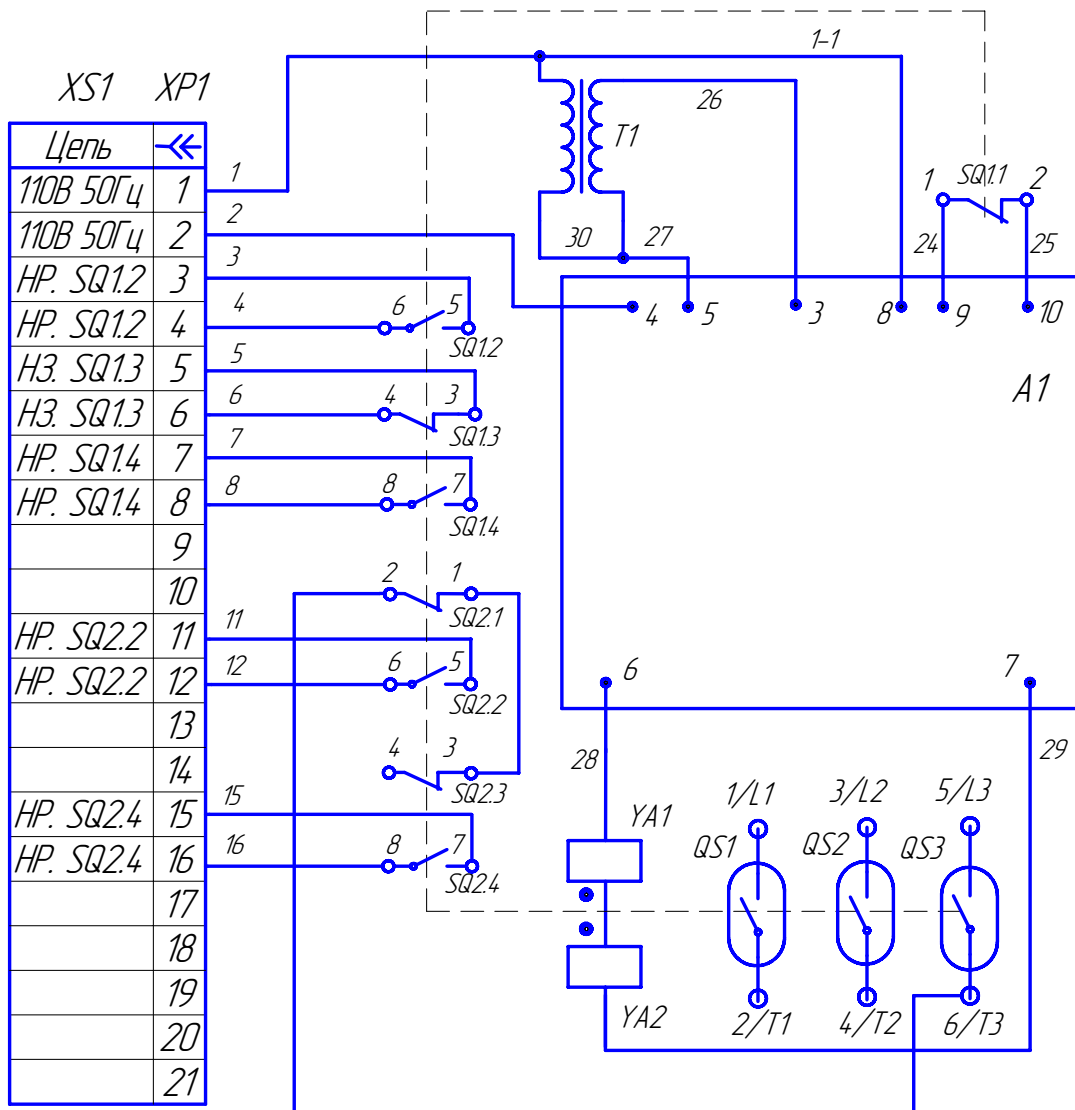 XS1 XP1
Цепь
110В 50Гц 1
110В 50Гц 2
НР. SQ1.2 3
НР. SQ1.2 4
НЗ. SQ1.3 5
НЗ. SQ1.3 6
НР. SQ1.4 7
НР. SQ1.4 8
9
10
НР. SQ2.2 11
НР. SQ2.2 12
13
14
НР. SQ2.4 15
НР. SQ2.4 16
17
18
19
20
21
1
2
3
4
5
6
7
8
11
12
15
16
6 5
SQ1.2
4 3
SQ1.3
8 7
SQ1.4
2 1
SQ2.1
6 5
SQ2.2
4 3
SQ2.3
8 7
SQ2.4
1-1
26
T1
30 27
1 SQ1.1 2
24 25
4 5 3 8 9 10
A1
6 7
28 29
YA1
YA2
1/L1 3/L2 5/L3
QS1 QS2 QS3
2/T1 4/T2 6/T3